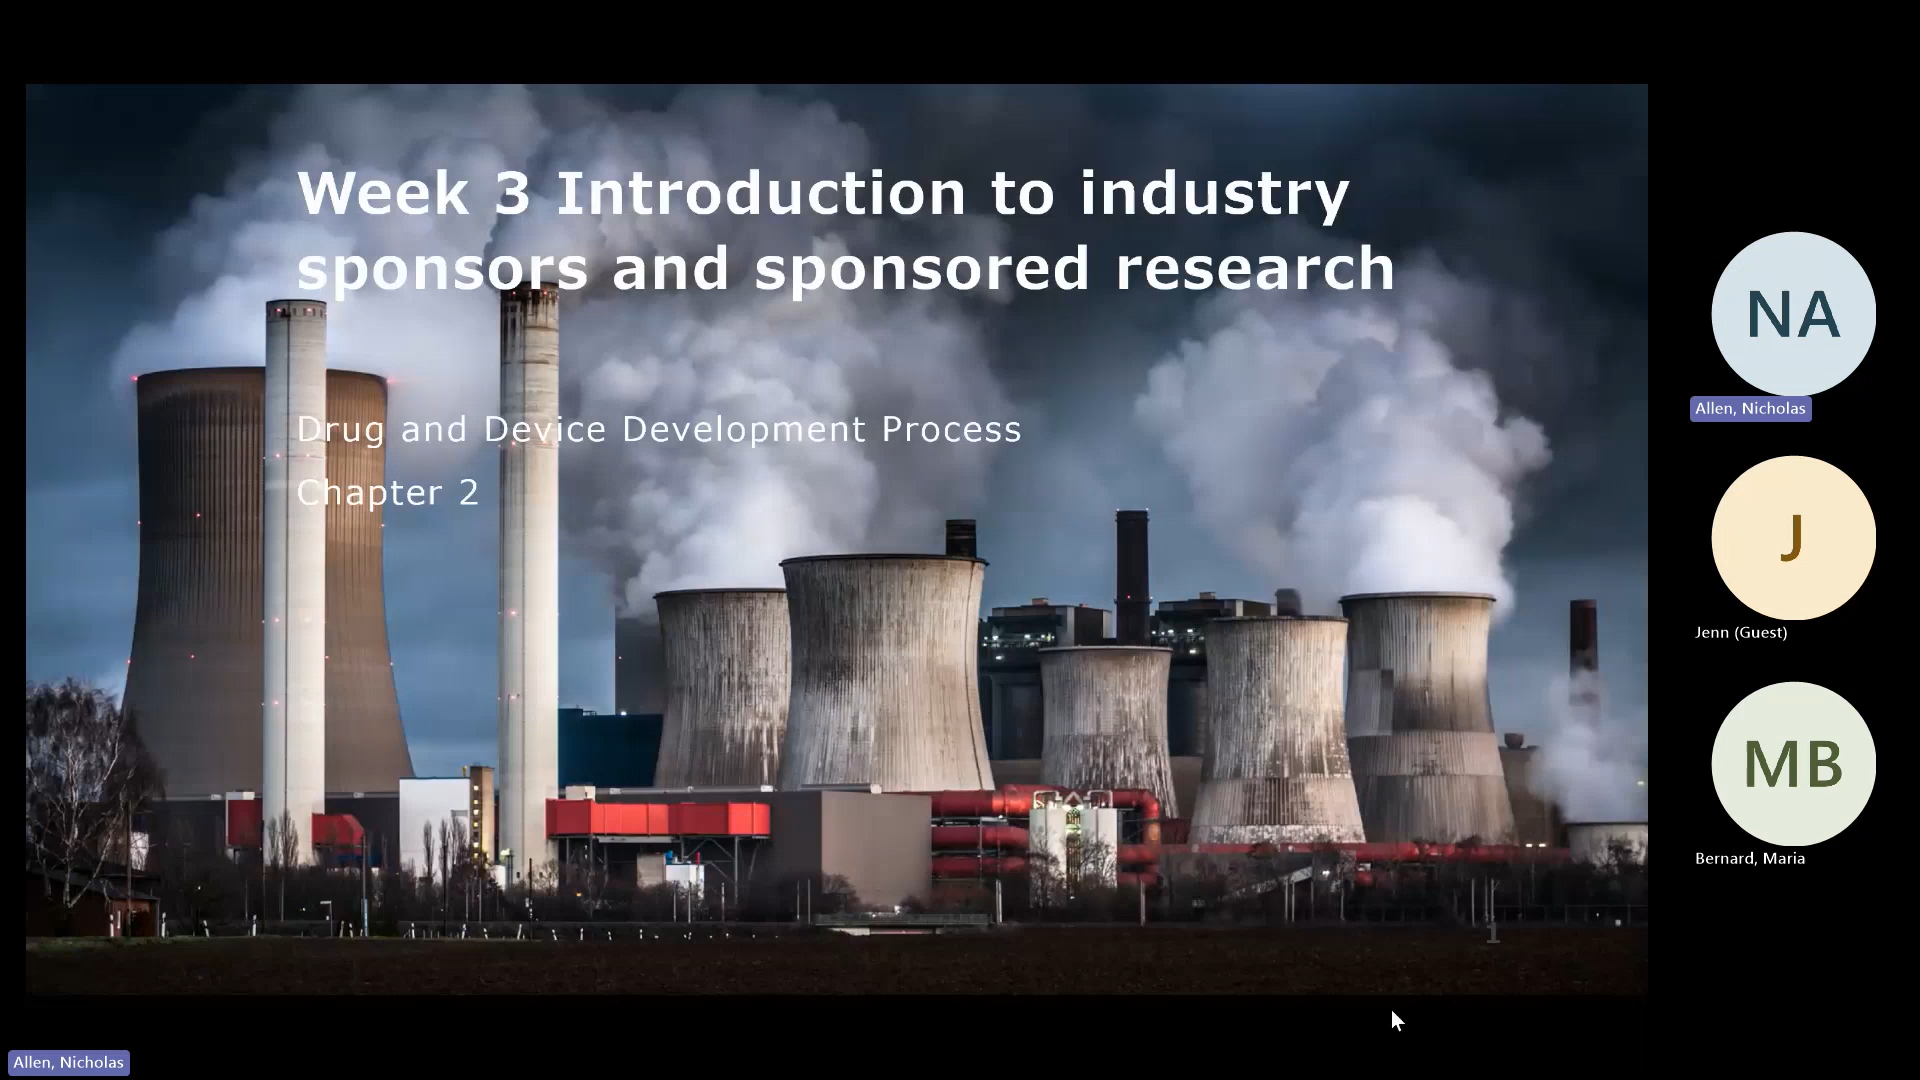 Week 3 Introduction to industry
sponsors and sponsored research
Drug and Device Development Process
Chapter 2
1
NA
Allen, Nicholas
J
Jenn (Guest)
MB
Bernard, Maria
Allen, Nicholas